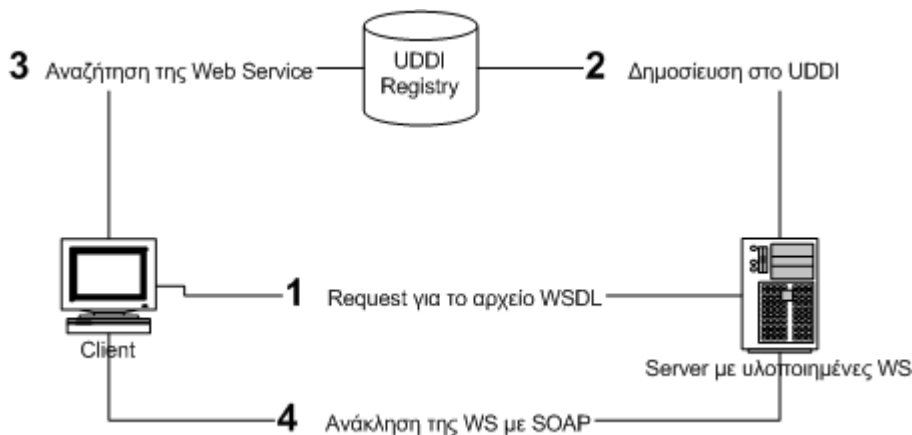 3 Αναζήτηση της Web Service
UDDI
Registry
2 Δημοσίευση στο UDDI
1 Request για το αρχείο WSDL
Client
Server με υλοποιημένες WS
4 Ανάκληση της WS με SOAP